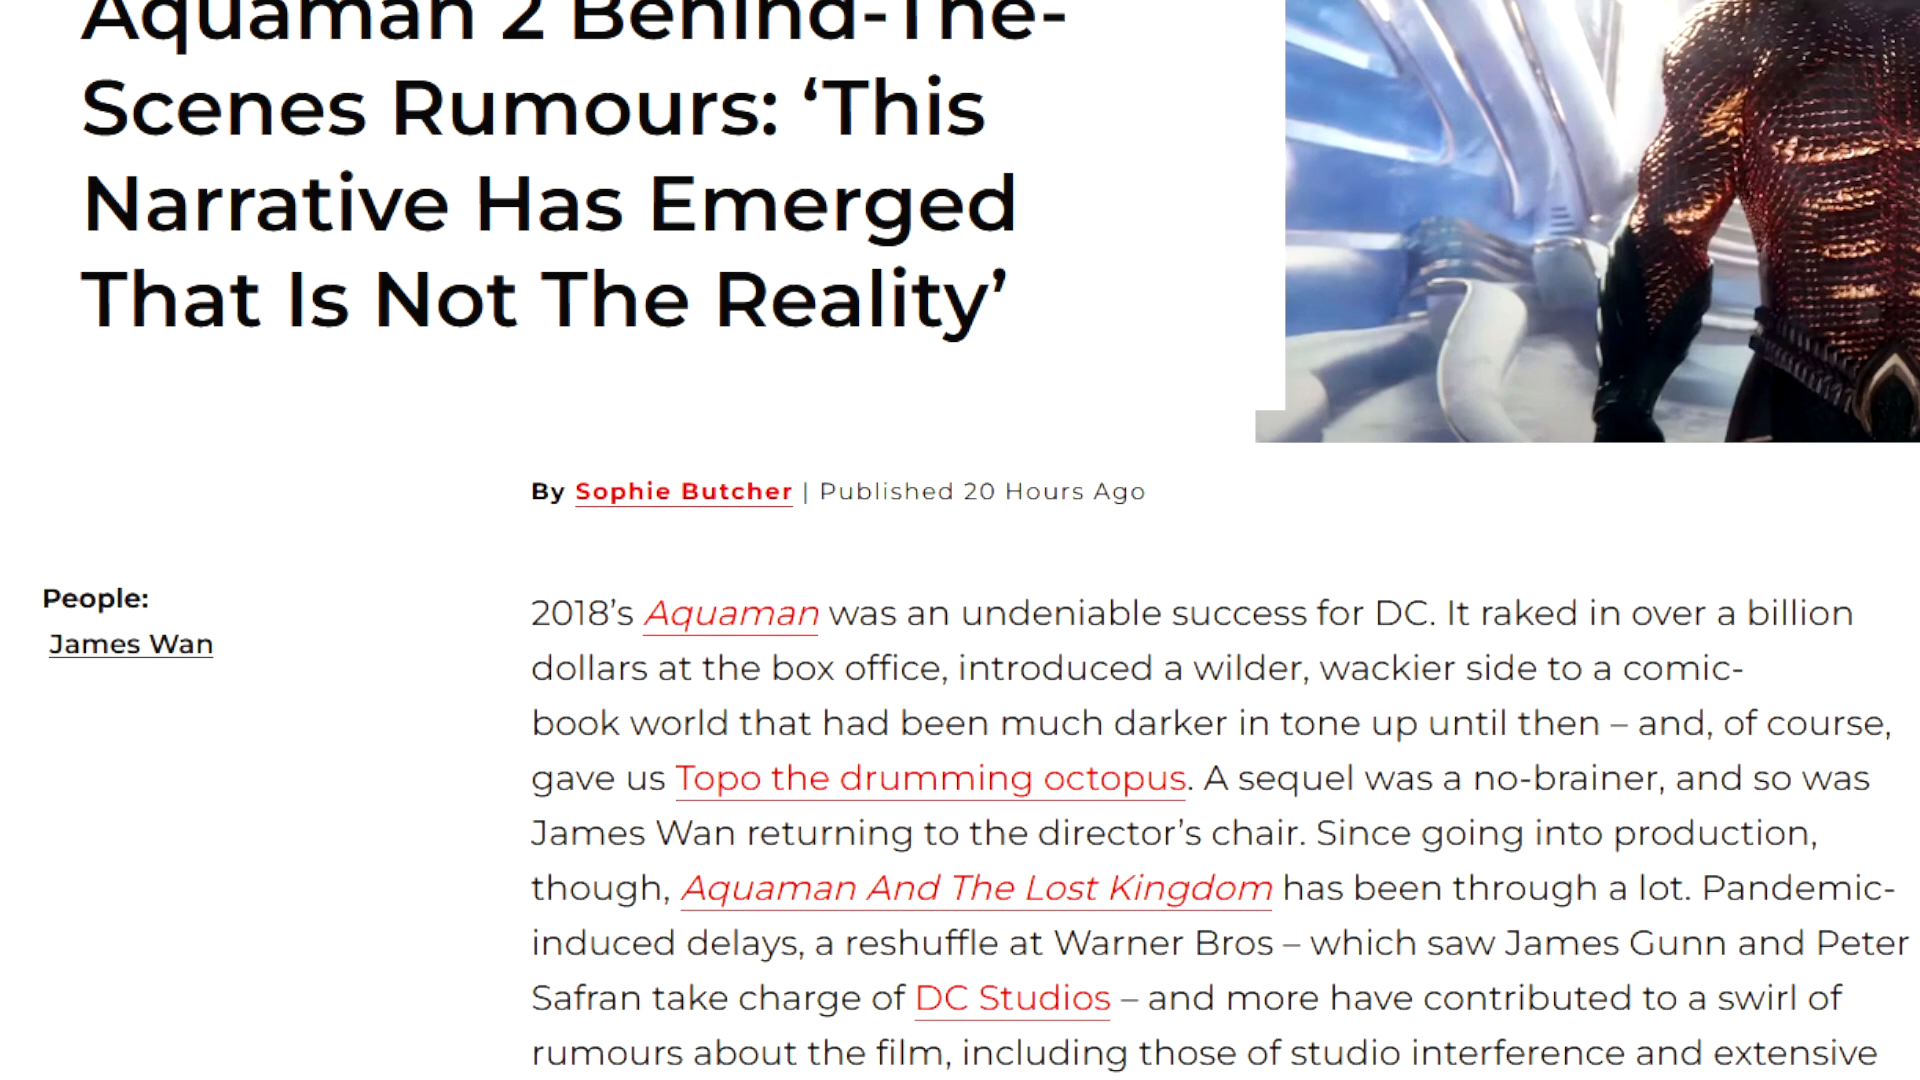 Aquaman 2 Behind-The-
Scenes Rumours: ‘This
Narrative Has Emerged
That Is Not The Reality’
By Sophie Butcher | Published 20 Hours Ago
People:
James Wan
2018’s Aquaman was an undeniable success for DC. It raked in over a billion
dollars at the box office, introduced a wilder, wackier side to a comic-
book world that had been much darker in tone up until then – and, of course,
gave us Topo the drumming octopus. A sequel was a no-brainer, and so was
James Wan returning to the director’s chair. Since going into production,
though, Aquaman And The Lost Kingdom has been through a lot. Pandemic-
induced delays, a reshuffle at Warner Bros – which saw James Gunn and Peter
Safran take charge of DC Studios – and more have contributed to a swirl of
rumours about the film, including those of studio interference and extensive